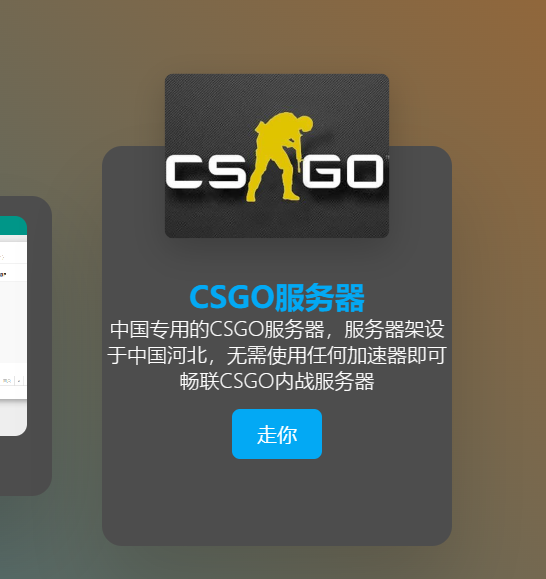 CS GO
CSGO服务器
中国专用的CSGO服务器，服务器架设
于中国河北，无需使用任何加速器即可
畅联CSGO内战服务器
走你